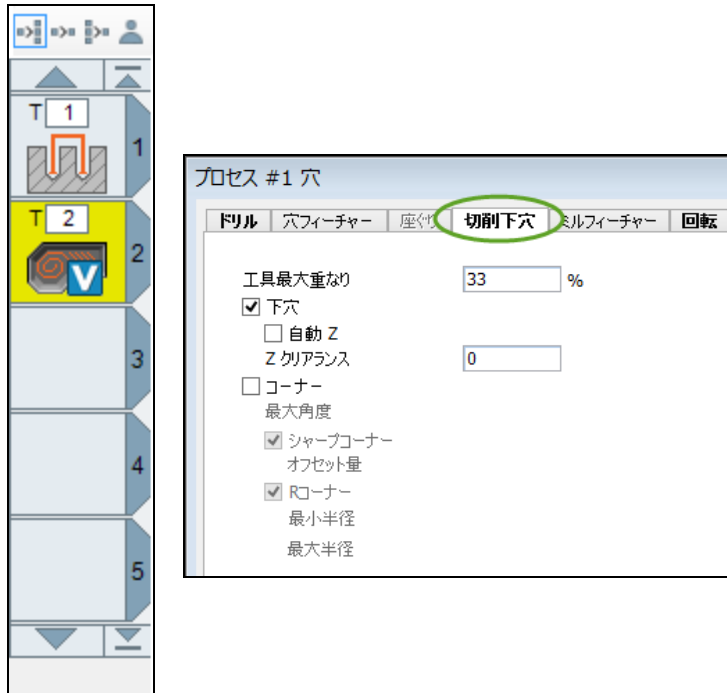 T 1
1
T 2
V
2
3
4
5
プロセス #1 穴
ドリル 穴フィーチャー 座ぐり 切削下穴 ミルフィーチャー 回転
工具最大重なり 33 %
下穴
自動 Z
Z クリアランス 0
コーナー
最大角度
シャープコーナー
オフセット量
Rコーナー
最小半径
最大半径